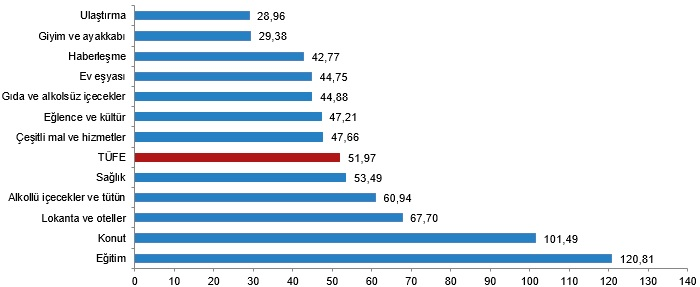 Ulaştırma 28,96
Giyim ve ayakkabı 29,38
Haberleşme 42,77
Ev eşyası 44,75
Gıda ve alkolsüz içecekler 44,88
Eğlence ve kültür 47,21
Çeşitli mal ve hizmetler 47,66
TÜFE 51,97
Sağlık 53,49
Alkollü içecekler ve tütün 60,94
Lokanta ve oteller 67,70
Konut 101,49
Eğitim 120,81
0 10 20 30 40 50 60 70 80 90 100 110 120 130 140